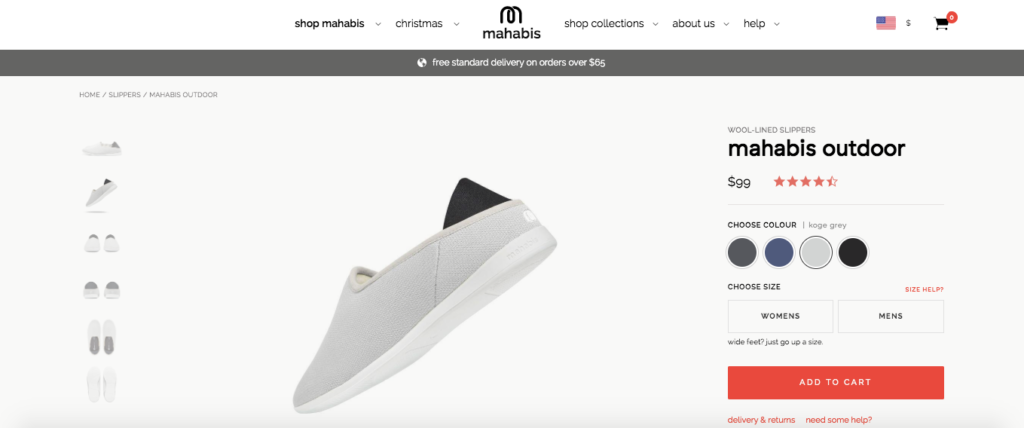 shop mahabis
christmas
mahabis
shop collections
about us
help
$
0
free standard delivery on orders over $65
HOME / SLIPPERS / MAHABIS OUTDOOR
WOOL-LINED SLIPPERS
mahabis outdoor
$99
CHOOSE COLOUR | koge grey
CHOOSE SIZE
SIZE HELP?
WOMENS
MENS
wide feet? just go up a size.
ADD TO CART
delivery & returns
need some help?